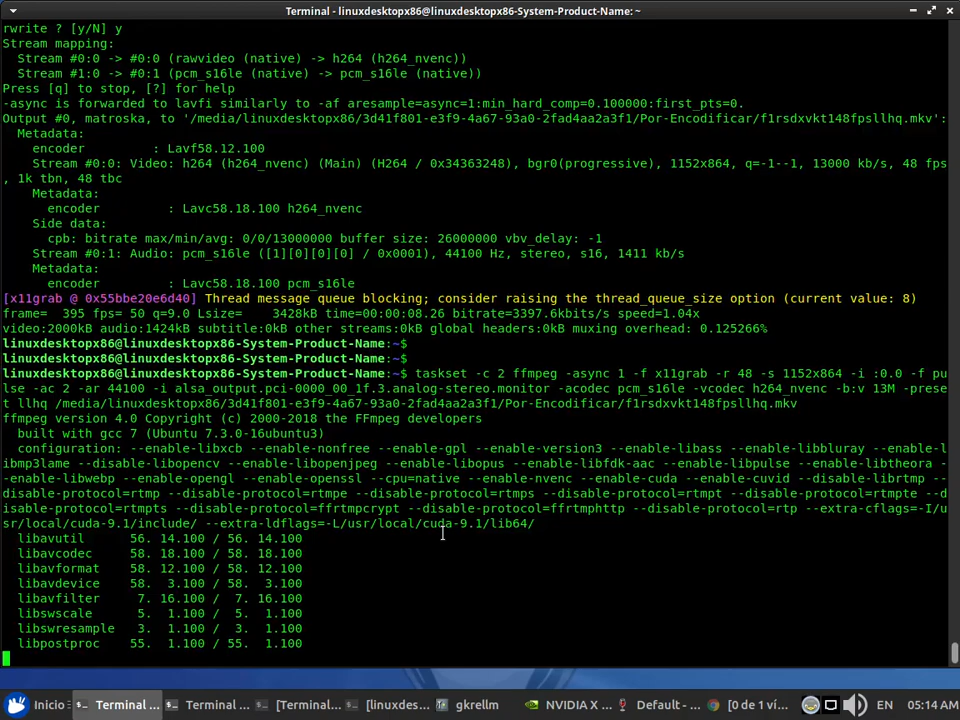 Terminal - linuxdesktopx86@linuxdesktopx86-System-Product-Name: ~
rwrite ? [y/N] y
Stream mapping:
  Stream #0:0 -> #0:0 (rawvideo (native) -> h264 (h264_nvenc))
  Stream #1:0 -> #0:1 (pcm_s16le (native) -> pcm_s16le (native))
Press [q] to stop, [?] for help
-async is forwarded to lavfi similarly to -af aresample=async=1:min_hard_comp=0.100000:first_pts=0.
Output #0, matroska, to '/media/linuxdesktopx86/3d41f801-e3f9-4a67-93a0-2fad4aa2a3f1/Por-Encodificar/f1rsdxvkt148fpsllhq.mkv':
  Metadata:
    encoder         : Lavf58.12.100
    Stream #0:0: Video: h264 (h264_nvenc) (Main) (H264 / 0x34363248), bgr0(progressive), 1152x864, q=-1--1, 13000 kb/s, 48 fps
, 1k tbn, 48 tbc
    Metadata:
      encoder         : Lavc58.18.100 h264_nvenc
    Side data:
      cpb: bitrate max/min/avg: 0/0/13000000 buffer size: 26000000 vbv_delay: -1
    Stream #0:1: Audio: pcm_s16le ([1][0][0][0] / 0x0001), 44100 Hz, stereo, s16, 1411 kb/s
    Metadata:
      encoder         : Lavc58.18.100 pcm_s16le
[x11grab @ 0x55bbe20e6d40] Thread message queue blocking; consider raising the thread_queue_size option (current value: 8)
frame=  395 fps= 50 q=9.0 Lsize=    3428kB time=00:00:08.26 bitrate=3397.6kbits/s speed=1.04x
video:2000kB audio:1424kB subtitle:0kB other streams:0kB global headers:0kB muxing overhead: 0.125266%
linuxdesktopx86@linuxdesktopx86-System-Product-Name:~$
linuxdesktopx86@linuxdesktopx86-System-Product-Name:~$
linuxdesktopx86@linuxdesktopx86-System-Product-Name:~$ taskset -c 2 ffmpeg -async 1 -f x11grab -r 48 -s 1152x864 -i :0.0 -f pu
lse -ac 2 -ar 44100 -i alsa_output.pci-0000_00_1f.3.analog-stereo.monitor -acodec pcm_s16le -vcodec h264_nvenc -b:v 13M -prese
t llhq /media/linuxdesktopx86/3d41f801-e3f9-4a67-93a0-2fad4aa2a3f1/Por-Encodificar/f1rsdxvkt148fpsllhq.mkv
ffmpeg version 4.0 Copyright (c) 2000-2018 the FFmpeg developers
  built with gcc 7 (Ubuntu 7.3.0-16ubuntu3)
  configuration: --enable-libxcb --enable-nonfree --enable-gpl --enable-version3 --enable-libass --enable-libbluray --enable-l
ibmp3lame --disable-libopencv --enable-libopenjpeg --enable-libopus --enable-libfdk-aac --enable-libpulse --enable-libtheora -
-enable-libwebp --enable-opengl --enable-openssl --cpu=native --enable-nvenc --enable-cuda --enable-cuvid --disable-librtmp --
disable-protocol=rtmp --disable-protocol=rtmpe --disable-protocol=rtmps --disable-protocol=rtmpt --disable-protocol=rtmpte --d
isable-protocol=rtmpts --disable-protocol=ffrtmpcrypt --disable-protocol=ffrtmphttp --disable-protocol=rtp --extra-cflags=-I/u
sr/local/cuda-9.1/include/ --extra-ldflags=-L/usr/local/cuda-9.1/lib64/
  libavutil      56. 14.100 / 56. 14.100
  libavcodec     58. 18.100 / 58. 18.100
  libavformat    58. 12.100 / 58. 12.100
  libavdevice    58.  3.100 / 58.  3.100
  libavfilter     7. 16.100 /  7. 16.100
  libswscale      5.  1.100 /  5.  1.100
  libswresample   3.  1.100 /  3.  1.100
  libpostproc    55.  1.100 / 55.  1.100
Inicio Terminal ... Terminal ... [Terminal... [linuxdes... gkrellm NVIDIA X ... Default - ... [0 de 1 ví... EN 05:14 AM